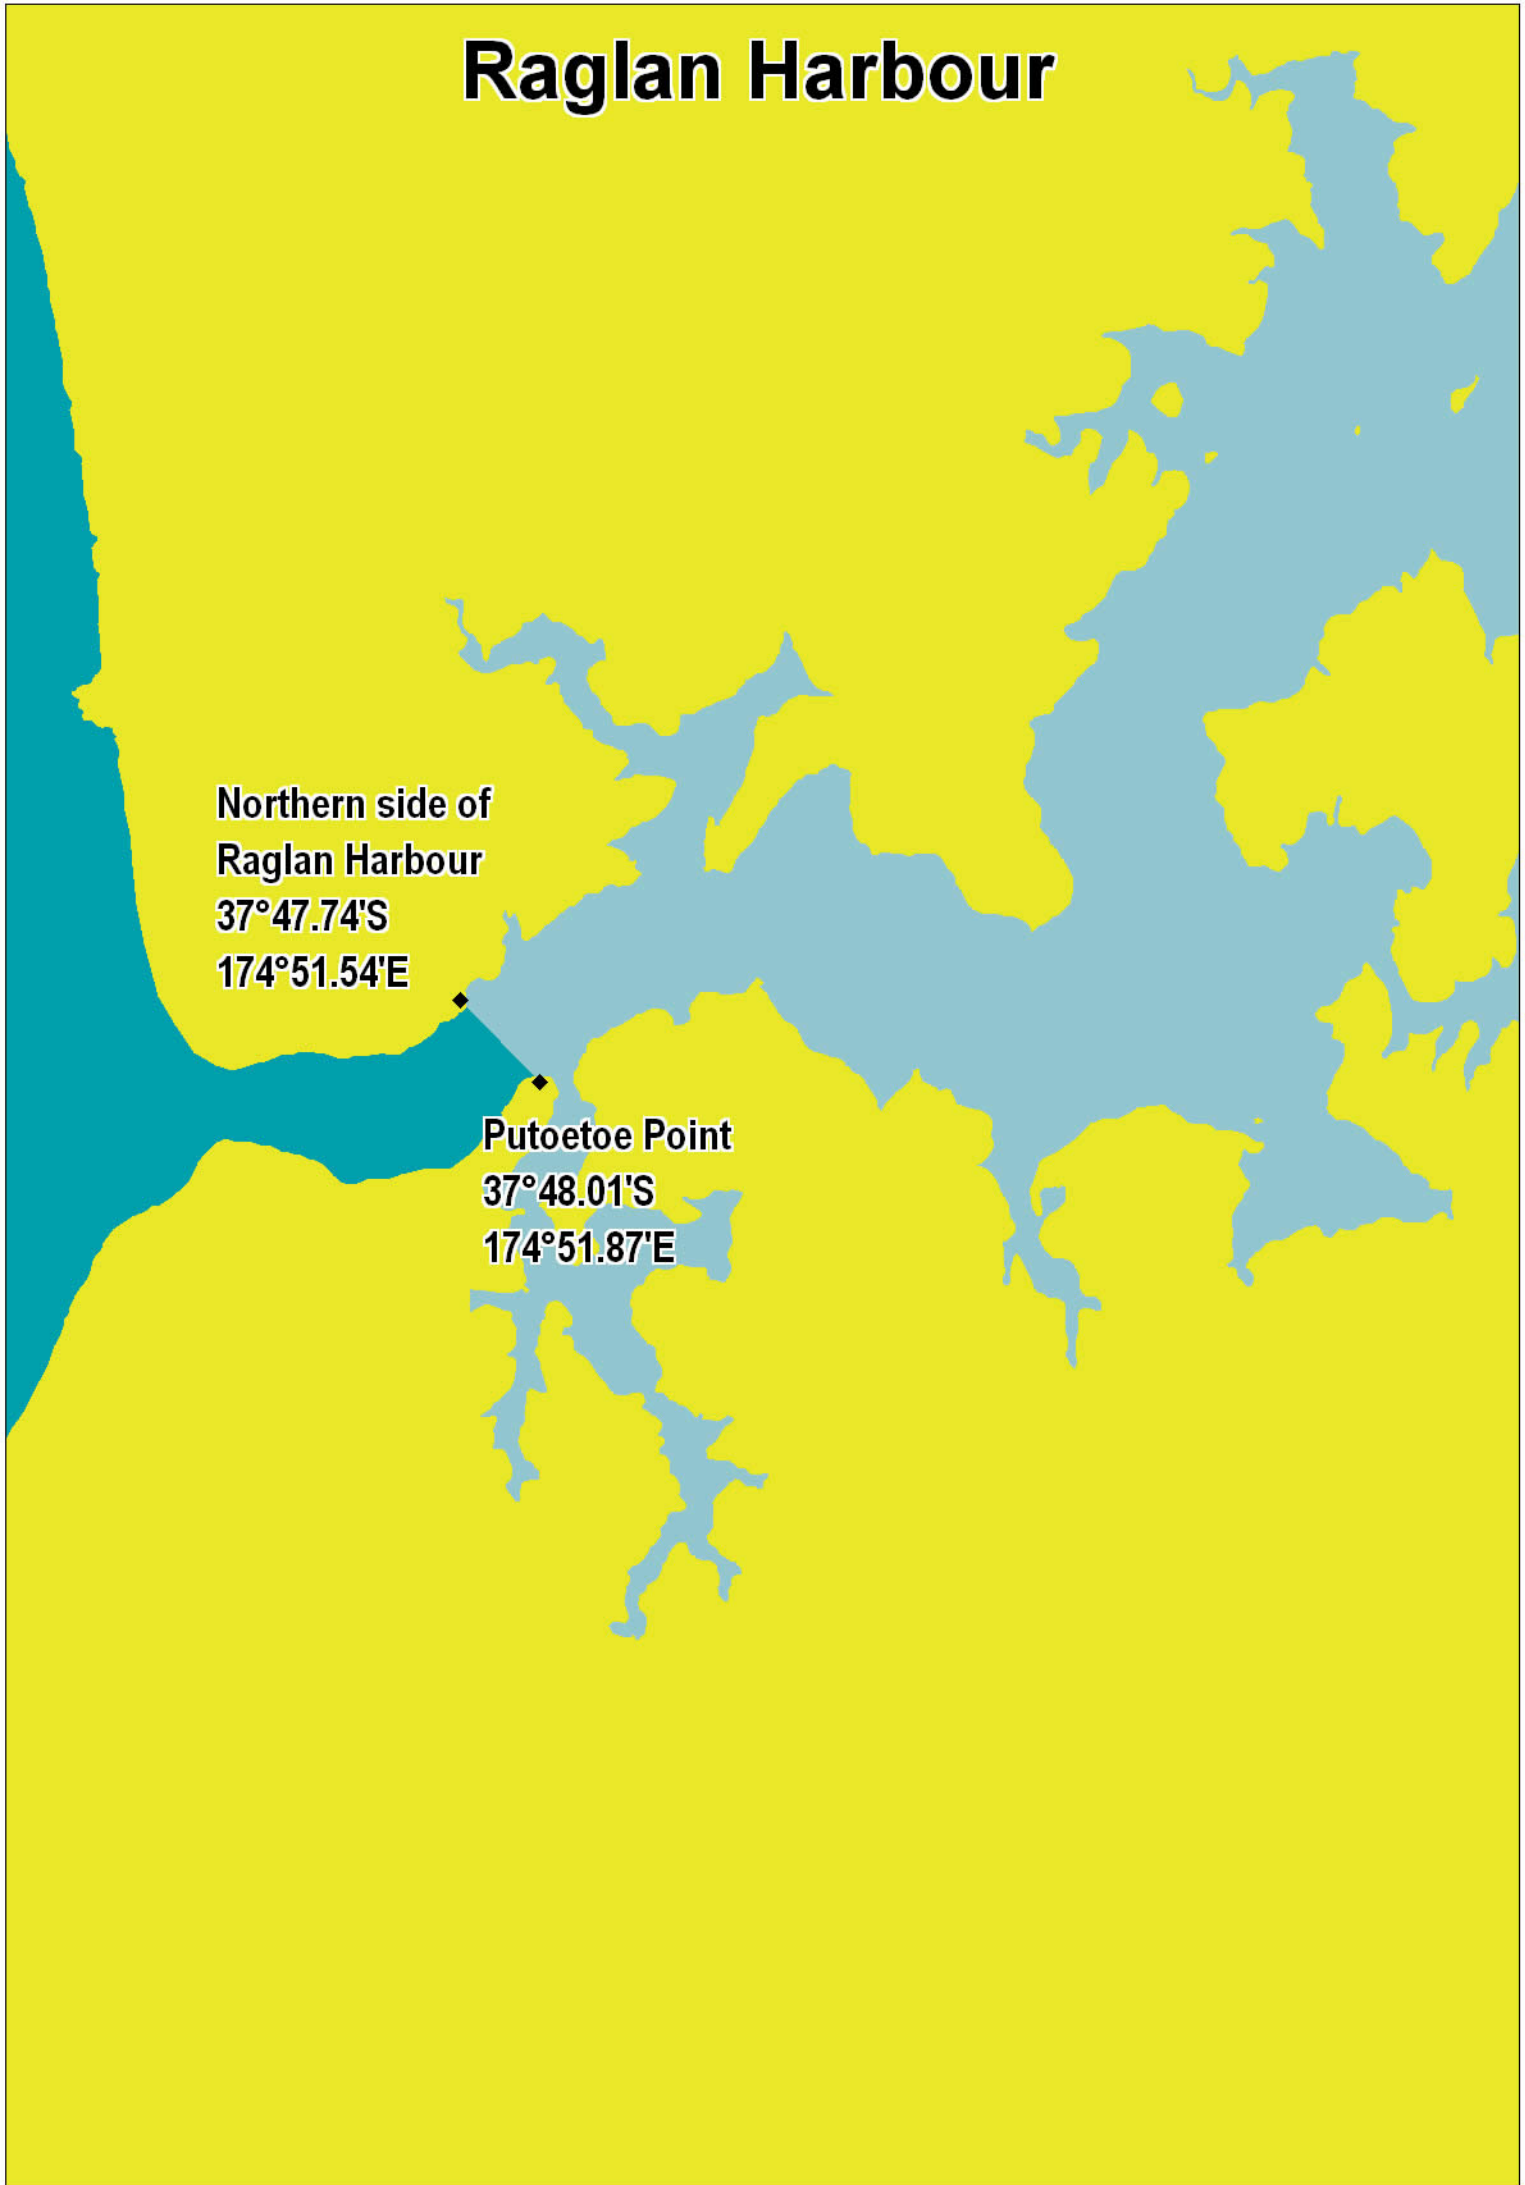 Raglan Harbour
Northern side of
Raglan Harbour
37°47.74'S
174°51.54'E
Putoetoe Point
37°48.01'S
174°51.87'E